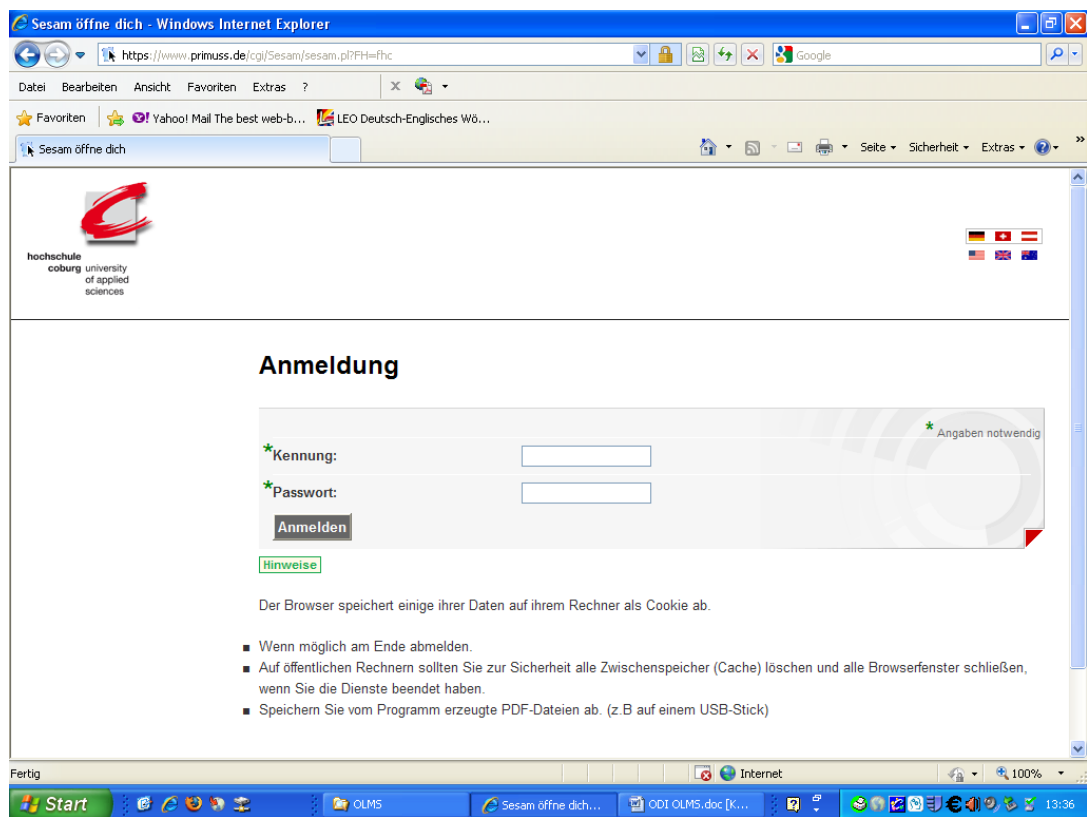 Sesam öffne dich - Windows Internet Explorer
https://www.primuss.de/cgi/Sesam/sesam.pl?FH=fhc
Google
Datei Bearbeiten Ansicht Favoriten Extras ?
Favoriten Yahoo! Mail The best web-b... LEO Deutsch-Englisches Wö...
Sesam öffne dich
Seite Sicherheit Extras
hochschule
coburg university
of applied
sciences
Anmeldung
* Angaben notwendig
*Kennung:
*Passwort:
Anmelden
Hinweise
Der Browser speichert einige ihrer Daten auf ihrem Rechner als Cookie ab.
Wenn möglich am Ende abmelden.
Auf öffentlichen Rechnern sollten Sie zur Sicherheit alle Zwischenspeicher (Cache) löschen und alle Browserfenster schließen,
wenn Sie die Dienste beendet haben.
Speichern Sie vom Programm erzeugte PDF-Dateien ab. (z.B auf einem USB-Stick)
Fertig
Internet
100%
Start
OLMS
Sesam öffne dich...
ODI OLMS.doc [K...
13:36